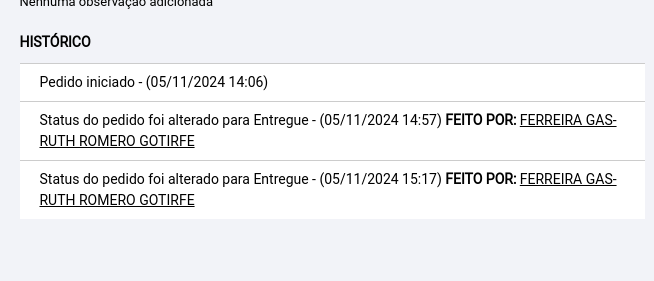 Nenhuma observação adicionada
HISTÓRICO
Pedido iniciado - (05/11/2024 14:06)
Status do pedido foi alterado para Entregue - (05/11/2024 14:57) FEITO POR: FERREIRA GAS-
RUTH ROMERO GOTIRFE
Status do pedido foi alterado para Entregue - (05/11/2024 15:17) FEITO POR: FERREIRA GAS-
RUTH ROMERO GOTIRFE